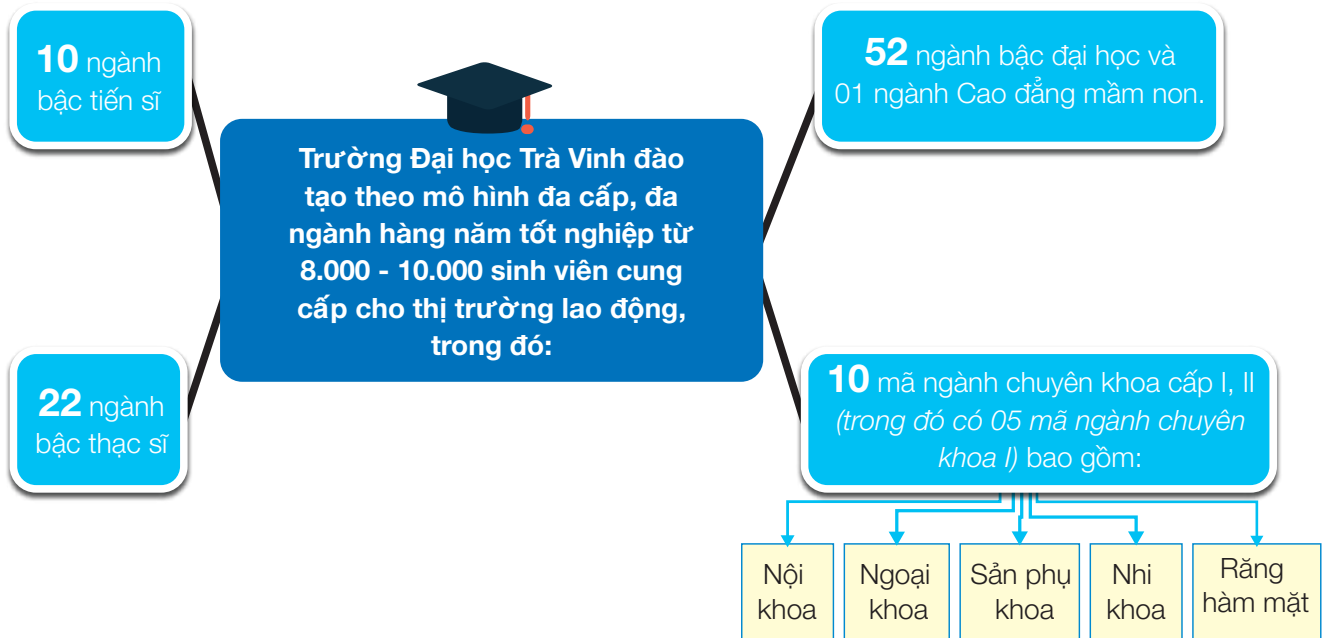 10 ngành
bậc tiến sĩ
52 ngành bậc đại học và
01 ngành Cao đẳng mầm non.
Trường Đại học Trà Vinh đào
tạo theo mô hình đa cấp, đa
ngành hàng năm tốt nghiệp từ
8.000 - 10.000 sinh viên cung
cấp cho thị trường lao động,
trong đó:
22 ngành
bậc thạc sĩ
10 mã ngành chuyên khoa cấp I, II
(trong đó có 05 mã ngành chuyên
khoa I) bao gồm:
Nội
khoa
Ngoại
khoa
Sản phụ
khoa
Nhi
khoa
Răng
hàm mặt